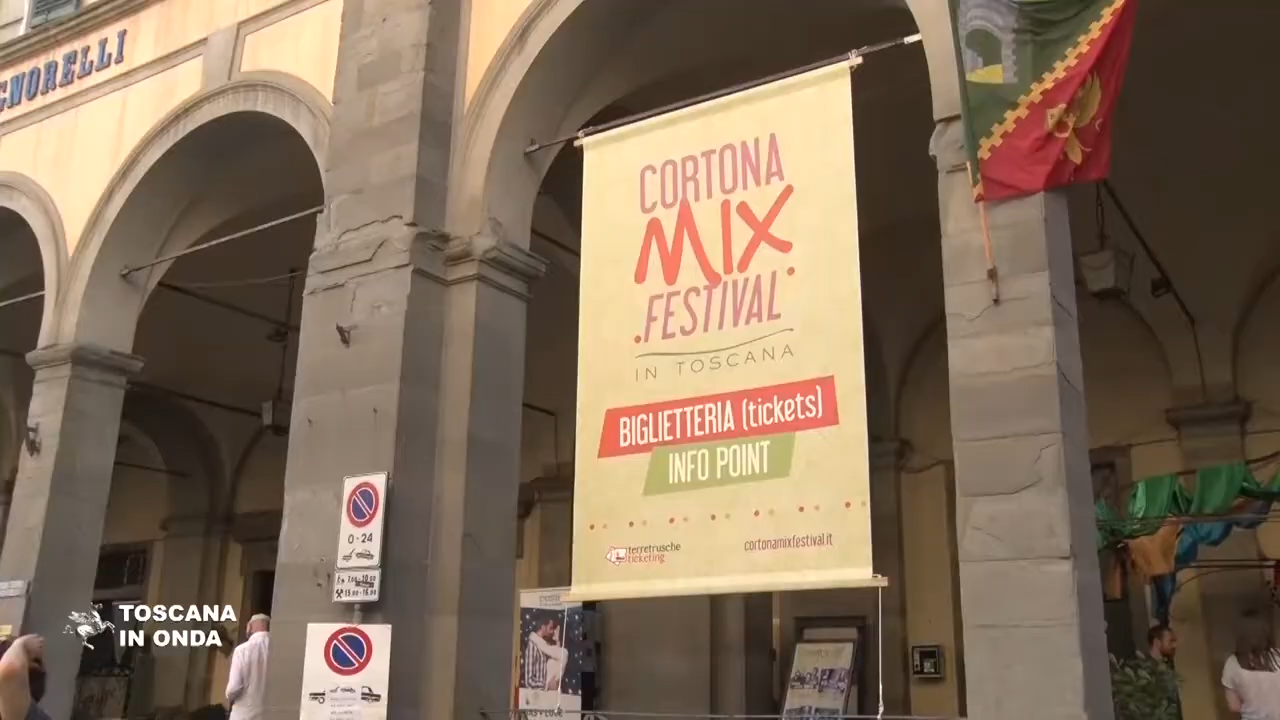 GNORELLI
CORTONA
MIX
FESTIVAL
IN TOSCANA
BIGLIETTERIA (tickets)
INFO POINT
terretrusche
ticketing
cortonamixfestival.it
0-24
TOSCANA
IN ONDA